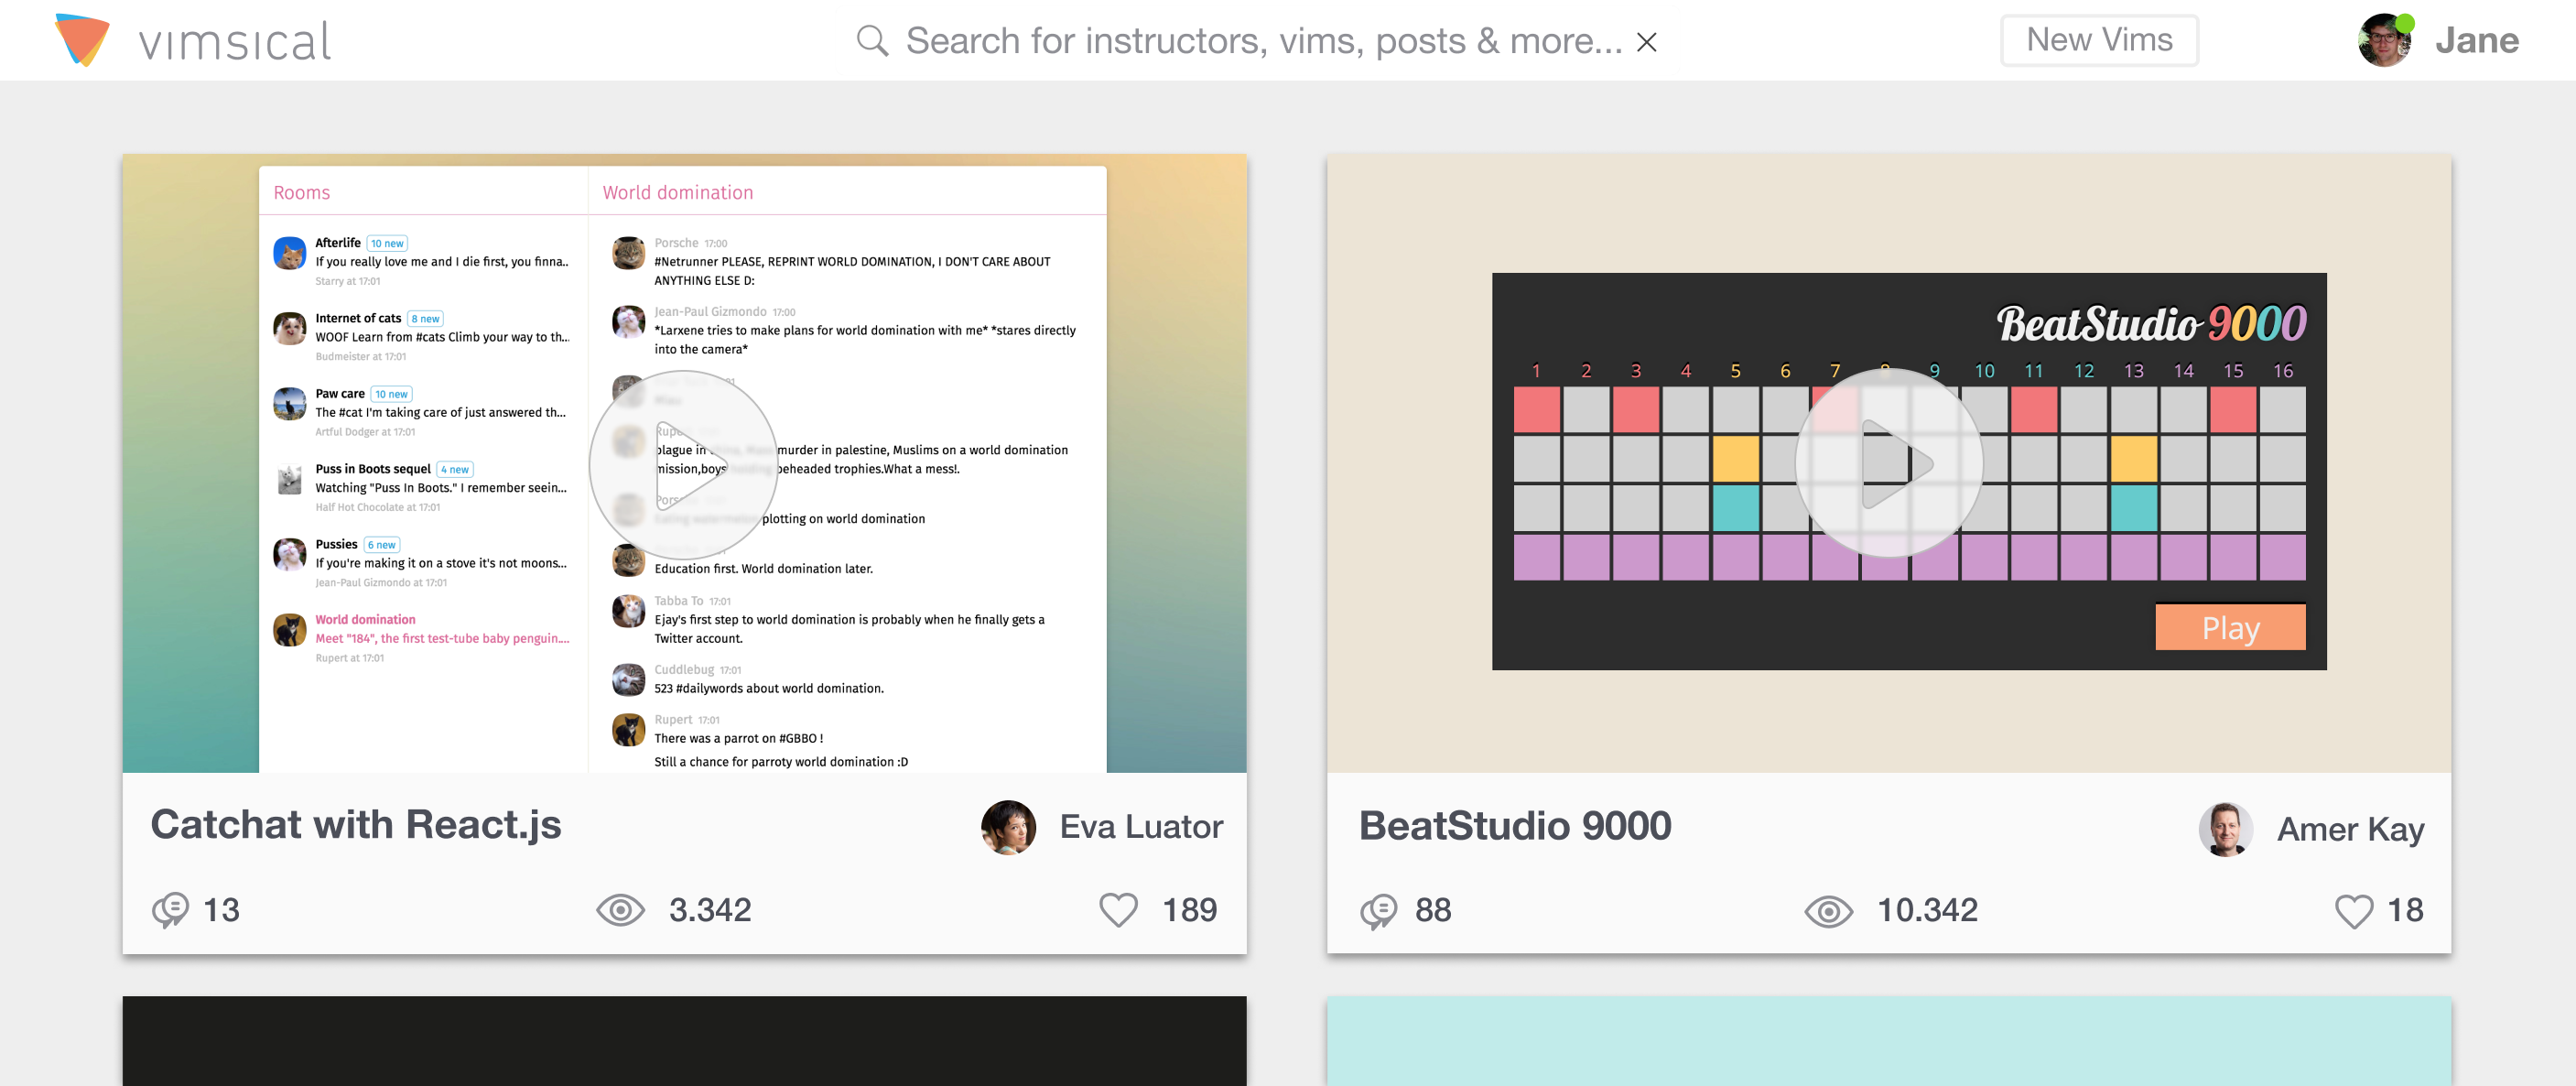 vimsical
Search for instructors, vims, posts & more...
New Vims
Jane
Rooms
Afterlife 10 new
If you really love me and I die first, you finna..
Starry at 17:01
Internet of cats 8 new
WOOF Learn from #cats Climb your way to th...
Budmeister at 17:01
Paw care 10 new
The #cat I'm taking care of just answered th...
Artful Dodger at 17:01
Puss in Boots sequel 4 new
Watching "Puss In Boots." I remember seein...
Half Hot Chocolate at 17:01
Pussies 6 new
If you're making it on a stove it's not moons...
Jean-Paul Gizmondo at 17:01
World domination
Meet "184", the first test-tube baby penguin....
Rupert at 17:01
World domination
Porsche 17:00
#Netrunner PLEASE, REPRINT WORLD DOMINATION, I DON'T CARE ABOUT
ANYTHING ELSE D:
Jean-Paul Gizmondo 17:00
*Larxene tries to make plans for world domination with me* *stares directly
into the camera*
plague in murder in palestine, Muslims on a world domination
mission,boys beheaded trophies.What a mess!.
Eating watermelon plotting on world domination
Education first. World domination later.
Tabba To 17:01
Ejay's first step to world domination is probably when he finally gets a
Twitter account.
Cuddlebug 17:01
523 #dailywords about world domination.
Rupert 17:01
There was a parrot on #GBBO !
Still a chance for parroty world domination :D
Catchat with React.js
Eva Luator
13
3.342
189
BeatStudio 9000
1 2 3 4 5 6 7 8 9 10 11 12 13 14 15 16
Play
BeatStudio 9000
Amer Kay
88
10.342
18